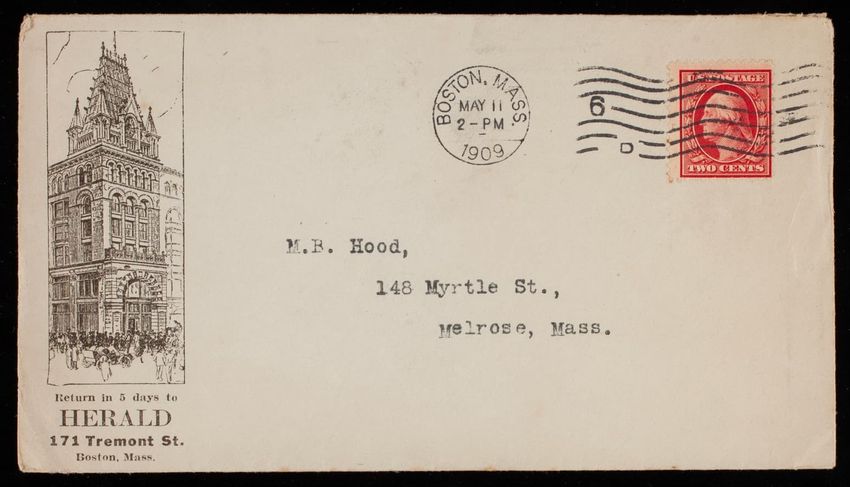 BOSTON, MASS.
MAY 11
2-PM
1909
6
D
U.S. POSTAGE
TWO CENTS
M.B. Hood,
148 Myrtle St.,
Melrose, Mass.
Return in 5 days to
HERALD
171 Tremont St.
Boston, Mass.